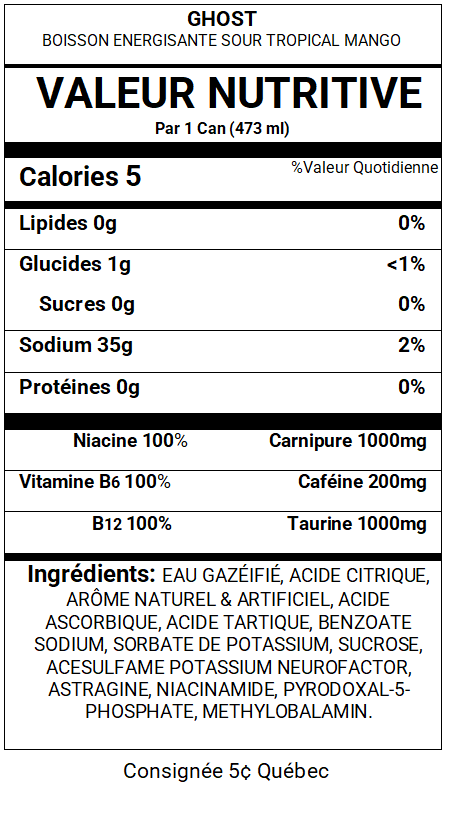 GHOST
BOISSON ENERGISANTE SOUR TROPICAL MANGO
VALEUR NUTRITIVE
Par 1 Can (473 ml)
Calories 5 %Valeur Quotidienne
Lipides 0g 0%
Glucides 1g <1%
Sucres 0g 0%
Sodium 35g 2%
Protéines 0g 0%
Niacine 100% Carnipure 1000mg
Vitamine B6 100% Caféine 200mg
B12 100% Taurine 1000mg
Ingrédients: EAU GAZÉIFIÉ, ACIDE CITRIQUE,
ARÔME NATUREL & ARTIFICIEL, ACIDE
ASCORBIQUE, ACIDE TARTIQUE, BENZOATE
SODIUM, SORBATE DE POTASSIUM, SUCROSE,
ACESULFAME POTASSIUM NEUROFACTOR,
ASTRAGINE, NIACINAMIDE, PYRODOXAL-5-
PHOSPHATE, METHYLOBALAMIN.
Consignée 5¢ Québec